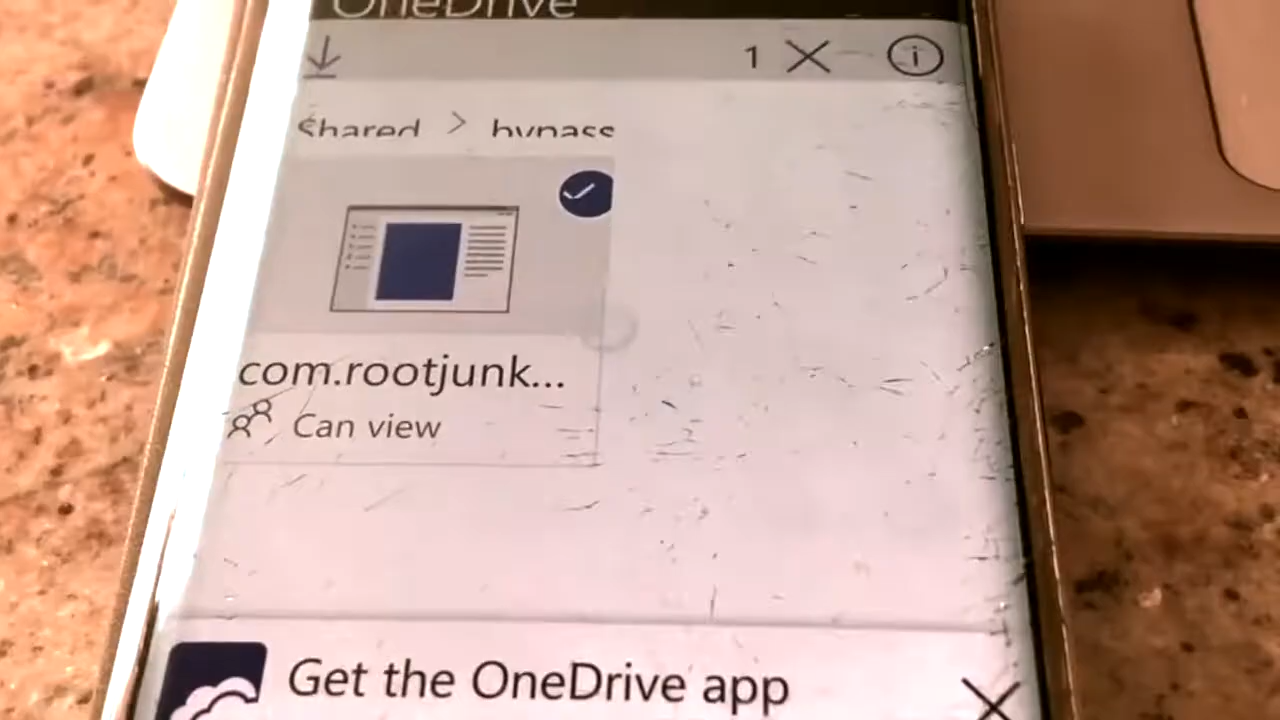 OneDrive
1
Shared > bypass
com.rootjunk...
Can view
Get the OneDrive app